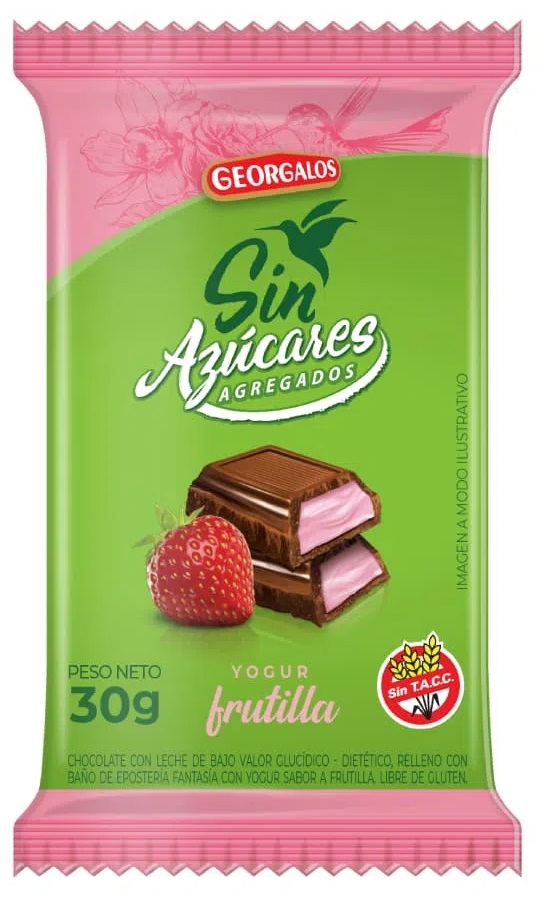 GEORGALOS
Sin
Azúcares
AGREGADOS
IMAGEN A MODO ILUSTRATIVO
PESO NETO
30g
YOGUR
frutilla
Sin T.A.C.C.
CHOCOLATE CON LECHE DE BAJO VALOR GLUCÍDICO - DIETÉTICO, RELLENO CON
BAÑO DE EPOSTERÍA FANTASÍA CON YOGUR SABOR A FRUTILLA. LIBRE DE GLUTEN.